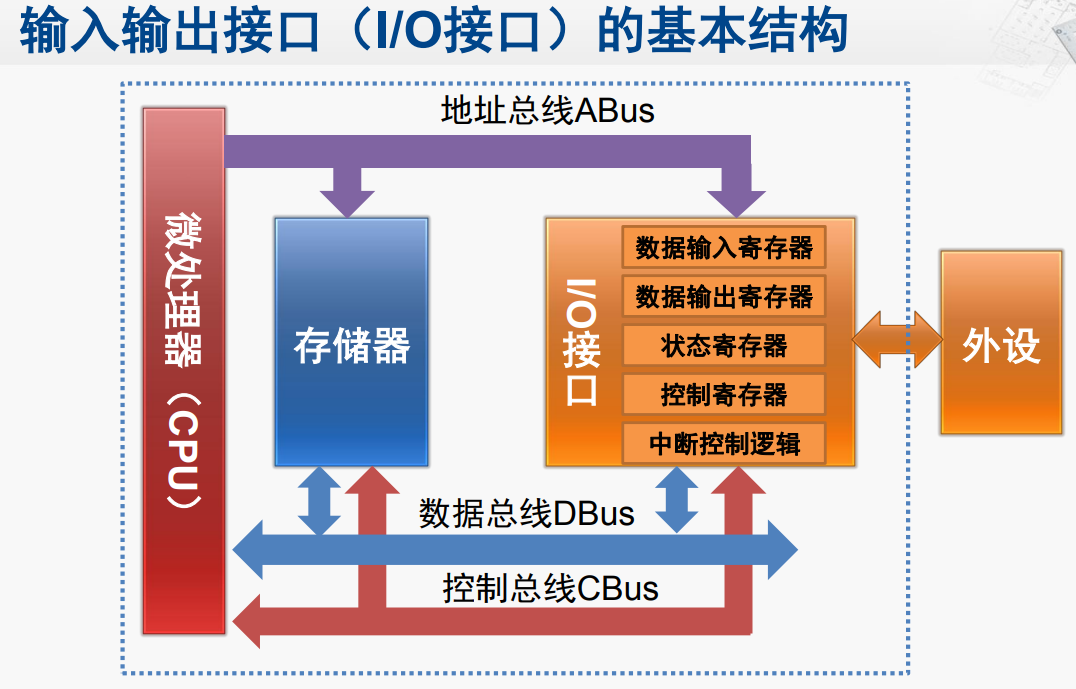 输入输出接口（I/O接口）的基本结构
地址总线ABus
微处理器（CPU）
存储器
I/O接口
数据输入寄存器
数据输出寄存器
状态寄存器
控制寄存器
中断控制逻辑
外设
数据总线DBus
控制总线CBus